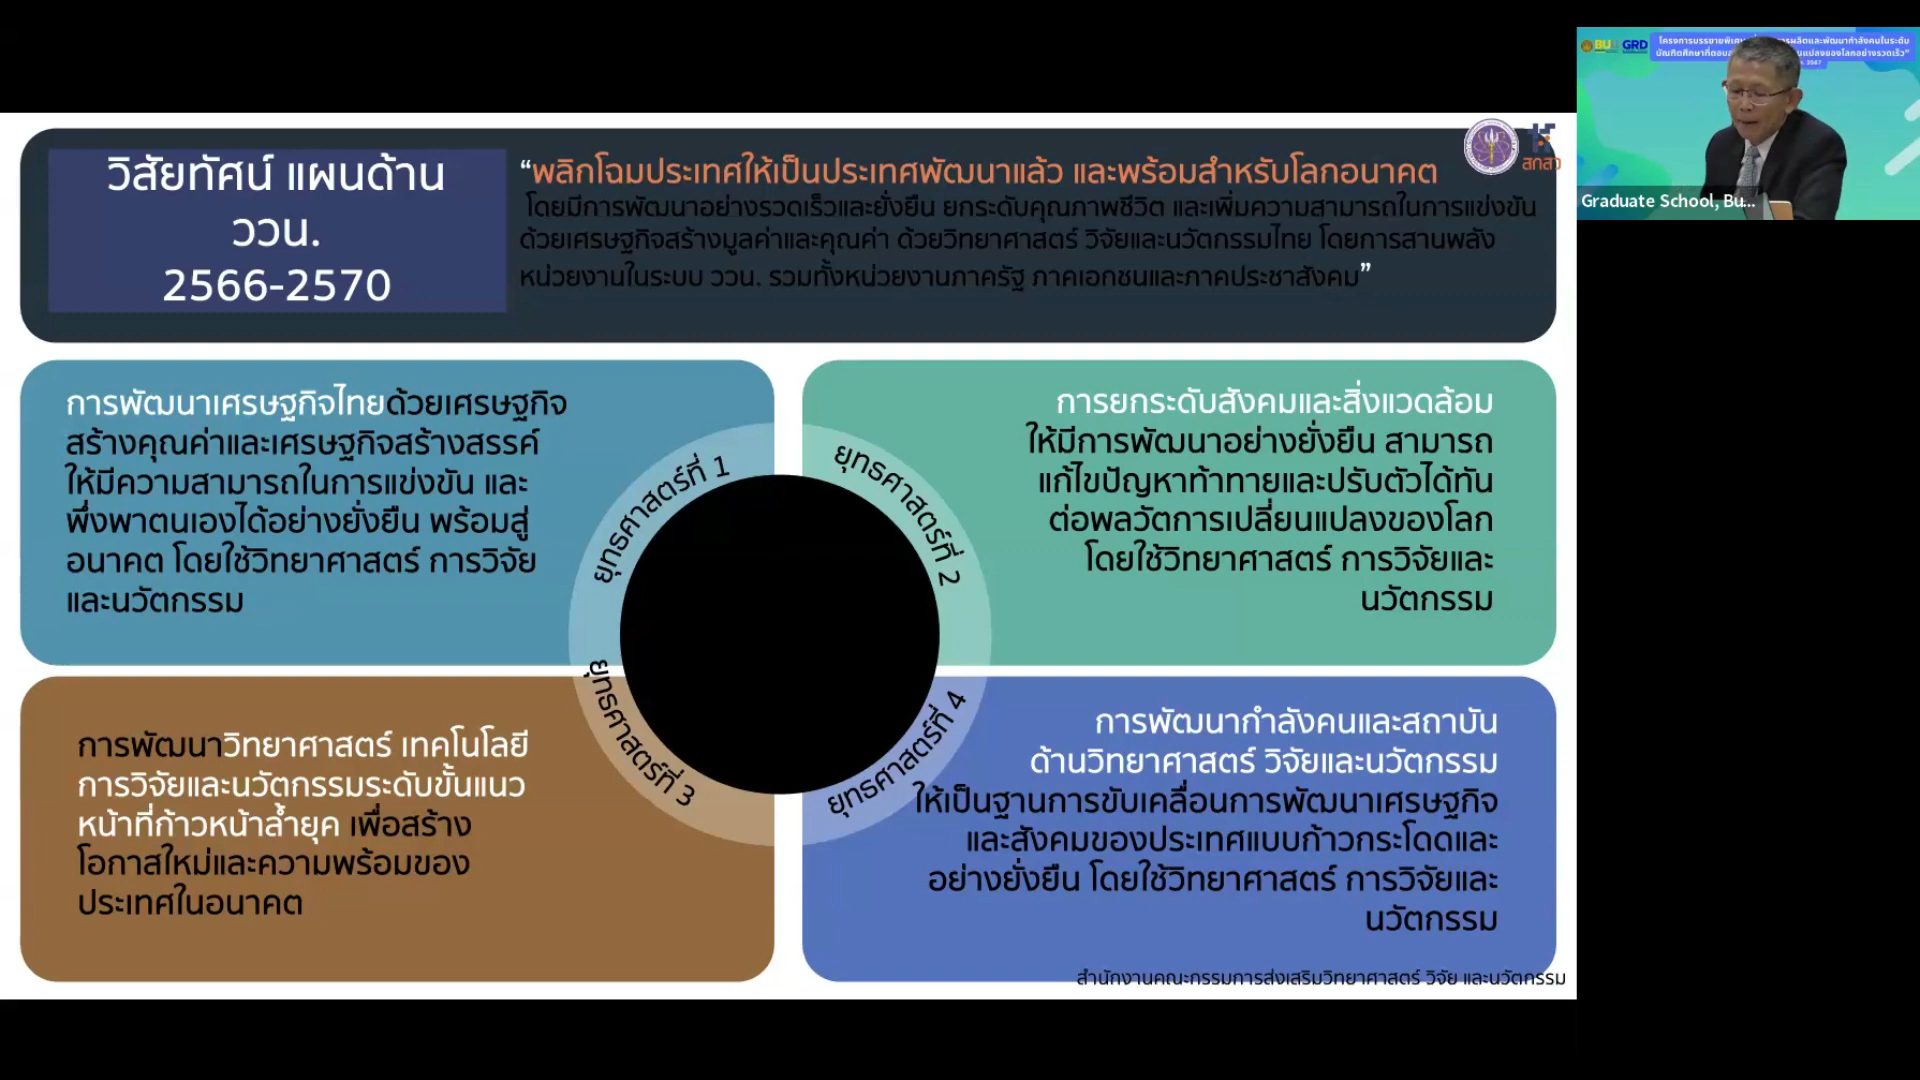 วิสัยทัศน์ แผนด้าน
ววน.
2566-2570
“พลิกโฉมประเทศให้เป็นประเทศพัฒนาแล้ว และพร้อมสำหรับโลกอนาคต
โดยมีการพัฒนาอย่างรวดเร็วและยั่งยืน ยกระดับคุณภาพชีวิต และเพิ่มความสามารถในการแข่งขัน
ด้วยเศรษฐกิจสร้างมูลค่าและคุณค่า ด้วยวิทยาศาสตร์ วิจัยและนวัตกรรมไทย โดยการสานพลัง
หน่วยงานในระบบ ววน. รวมทั้งหน่วยงานภาครัฐ ภาคเอกชนและภาคประชาสังคม”
สกสว
การพัฒนาเศรษฐกิจไทยด้วยเศรษฐกิจ
สร้างคุณค่าและเศรษฐกิจสร้างสรรค์
ให้มีความสามารถในการแข่งขัน และ
พึ่งพาตนเองได้อย่างยั่งยืน พร้อมสู่
อนาคต โดยใช้วิทยาศาสตร์ การวิจัย
และนวัตกรรม
ยุทธศาสตร์ที่ 1
ยุทธศาสตร์ที่ 2
การยกระดับสังคมและสิ่งแวดล้อม
ให้มีการพัฒนาอย่างยั่งยืน สามารถ
แก้ไขปัญหาท้าทายและปรับตัวได้ทัน
ต่อพลวัตการเปลี่ยนแปลงของโลก
โดยใช้วิทยาศาสตร์ การวิจัยและ
นวัตกรรม
การพัฒนาวิทยาศาสตร์ เทคโนโลยี
การวิจัยและนวัตกรรมระดับขั้นแนว
หน้าที่ก้าวหน้าล้ำยุค เพื่อสร้าง
โอกาสใหม่และความพร้อมของ
ประเทศในอนาคต
ยุทธศาสตร์ที่ 3
ยุทธศาสตร์ที่ 4
การพัฒนากำลังคนและสถาบัน
ด้านวิทยาศาสตร์ วิจัยและนวัตกรรม
ให้เป็นฐานการขับเคลื่อนการพัฒนาเศรษฐกิจ
และสังคมของประเทศแบบก้าวกระโดดและ
อย่างยั่งยืน โดยใช้วิทยาศาสตร์ การวิจัยและ
นวัตกรรม
สำนักงานคณะกรรมการส่งเสริมวิทยาศาสตร์ วิจัย และนวัตกรรม
GRD
โครงการบรรยายพิเศษ
Graduate School, Bu...